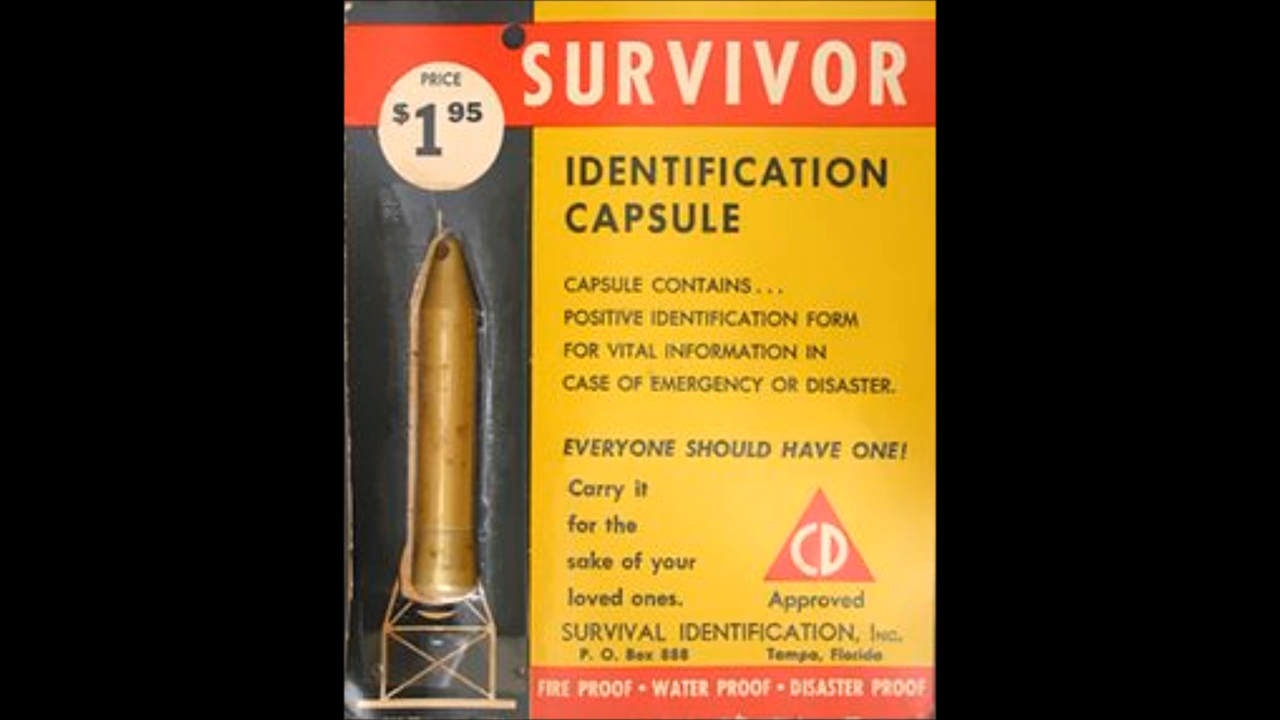 SURVIVOR
PRICE
$1 95
IDENTIFICATION
CAPSULE
CAPSULE CONTAINS...
POSITIVE IDENTIFICATION FORM
FOR VITAL INFORMATION IN
CASE OF EMERGENCY OR DISASTER.
EVERYONE SHOULD HAVE ONE!
Carry it
for the
sake of your
loved ones.
CD
Approved
SURVIVAL IDENTIFICATION, INC.
P. O. Box 888 Tampa, Florida
FIRE PROOF • WATER PROOF • DISASTER PROOF